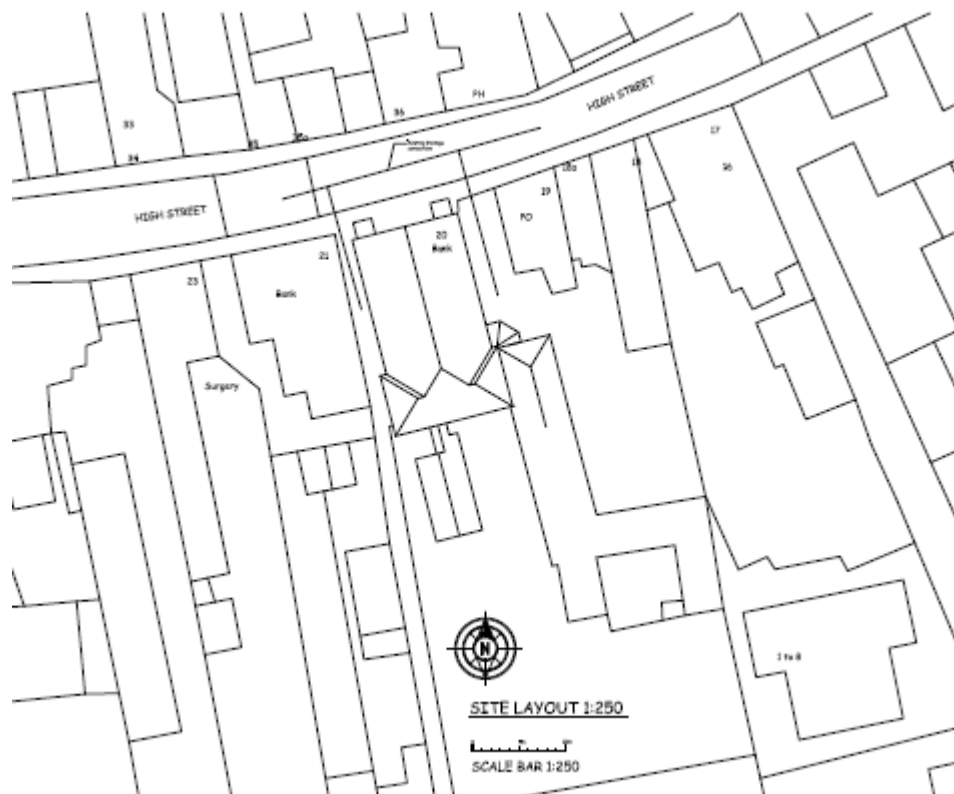 PH
HIGH STREET
36
33
35
34
17
18
16
18a
19
HIGH STREET
PO
20
Bank
21
23
Bank
Surgery
N
1 to 8
SITE LAYOUT 1:250
SCALE BAR 1:250